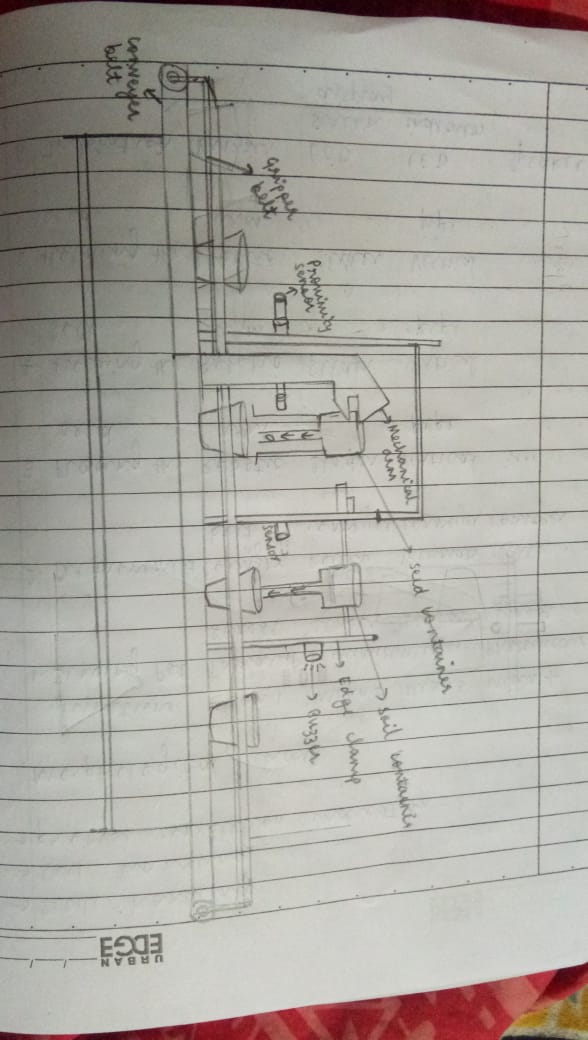 conveyer
belt
Gripper
belt
Proximity
sensor
Mechanical
arm
seed container
sensor
soil container
Edge clamp
Buzzer
URBAN
EDGE